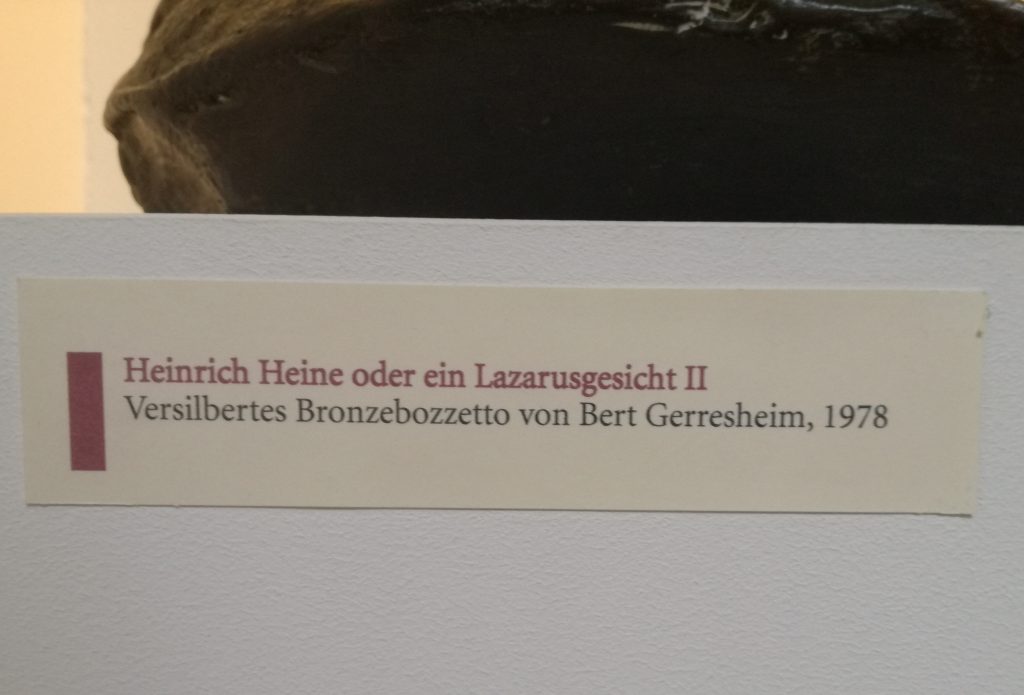 Heinrich Heine oder ein Lazarusgesicht II
Versilbertes Bronzebozzetto von Bert Gerresheim, 1978